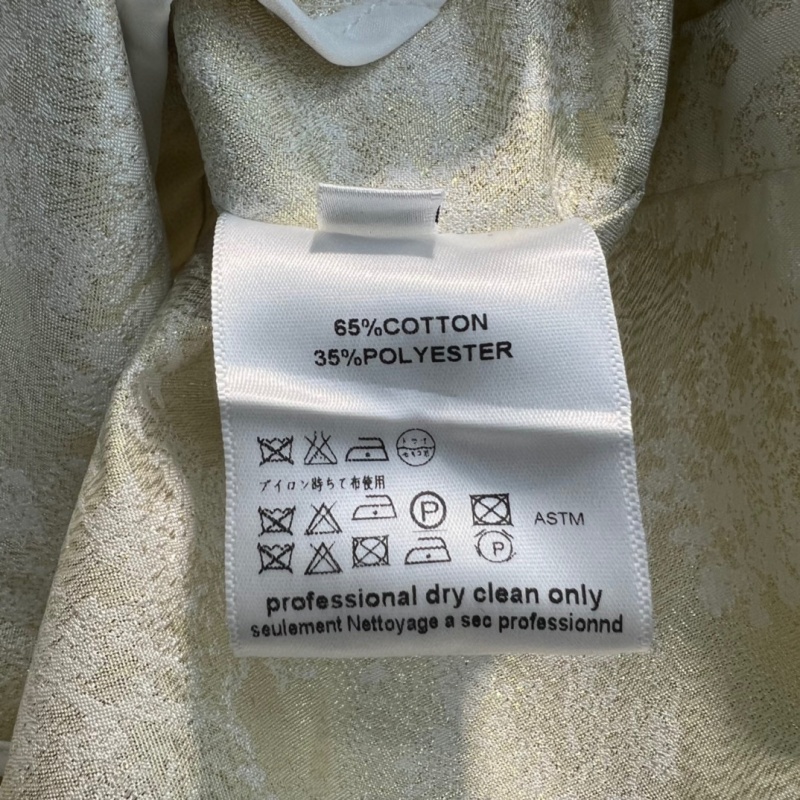 65%COTTON
35%POLYESTER
アイロン時ちて布使用
P
ASTM
P
professional dry clean only
seulement Nettoyage a sec professionnd